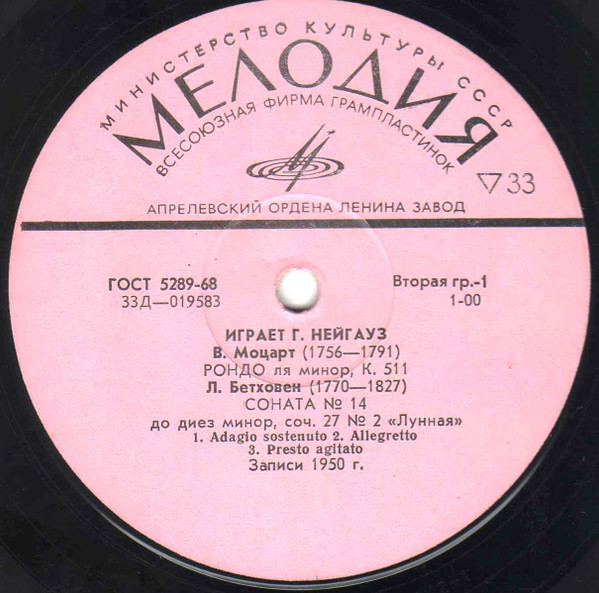 МИНИСТЕРСТВО КУЛЬТУРЫ СССР
МЕЛОДИЯ
ВСЕСОЮЗНАЯ ФИРМА ГРАМПЛАСТИНОК
▽33
АПРЕЛЕВСКИЙ ОРДЕНА ЛЕНИНА ЗАВОД
ГОСТ 5289-68
Вторая гр.-1
33Д—019583
1-00
ИГРАЕТ Г. НЕЙГАУЗ
В. Моцарт (1756—1791)
РОНДО ля минор, К. 511
Л. Бетховен (1770—1827)
СОНАТА № 14
до диез минор, соч. 27 № 2 «Лунная»
1. Adagio sostenuto 2. Allegretto
3. Presto agitato
Записи 1950 г.